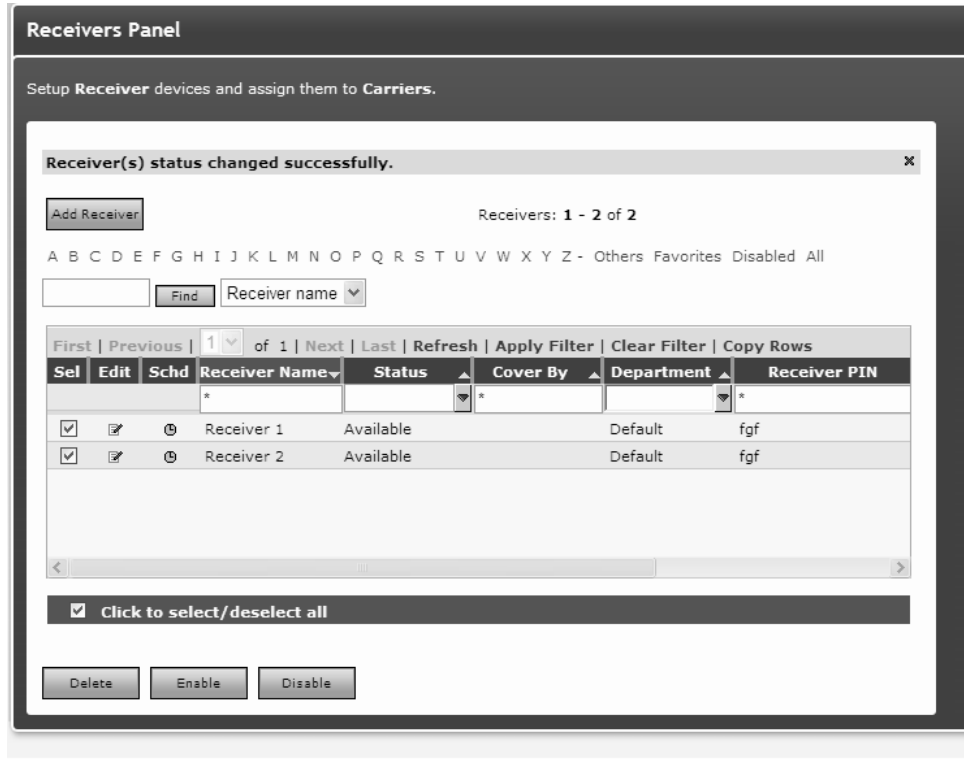 Receivers Panel
Setup Receiver devices and assign them to Carriers.
Receiver(s) status changed successfully.
Add Receiver Receivers: 1 - 2 of 2
A B C D E F G H I J K L M N O P Q R S T U V W X Y Z - Others Favorites Disabled All
Find Receiver name
First | Previous | 1 of 1 | Next | Last | Refresh | Apply Filter | Clear Filter | Copy Rows
Sel Edit Schd Receiver Name Status Cover By Department Receiver PIN
* * *
Receiver 1 Available Default fgf
Receiver 2 Available Default fgf
Click to select/deselect all
Delete Enable Disable